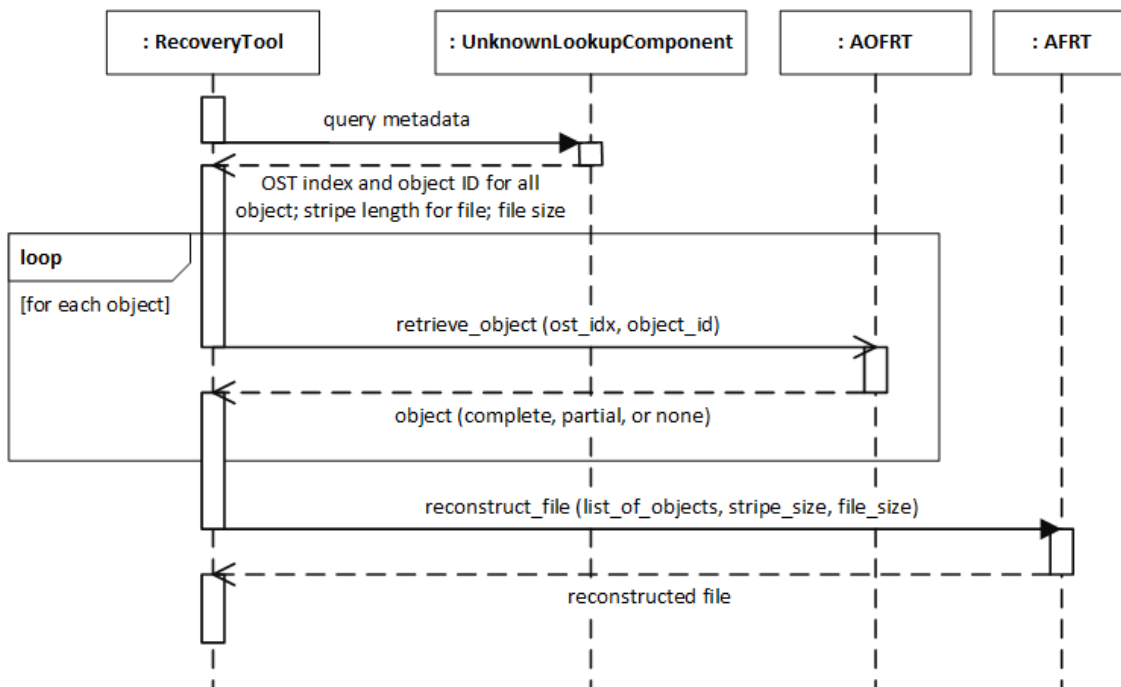 : RecoveryTool
: UnknownLookupComponent
: AOFRT
: AFRT
query metadata
OST index and object ID for all
object; stripe length for file; file size
loop
[for each object]
retrieve_object (ost_idx, object_id)
object (complete, partial, or none)
reconstruct_file (list_of_objects, stripe_size, file_size)
reconstructed file